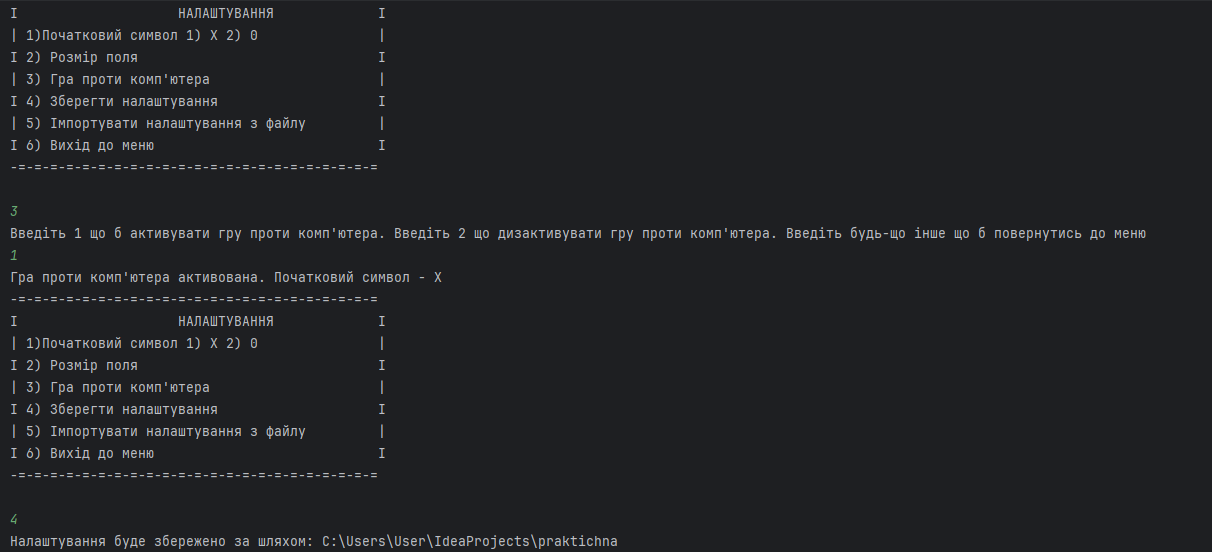 I                    НАЛАШТУВАННЯ             I
| 1)Початковий символ 1) X 2) 0               |
I 2) Розмір поля                              I
| 3) Гра проти комп'ютера                     |
I 4) Зберегти налаштування                    I
| 5) Імпортувати налаштування з файлу         |
I 6) Вихід до меню                            I
-=-=-=-=-=-=-=-=-=-=-=-=-=-=-=-=-=-=-=-=-=-=-=
3
Введіть 1 що б активувати гру проти комп'ютера. Введіть 2 що дизактивувати гру проти комп'ютера. Введіть будь-що інше що б повернутись до меню
1
Гра проти комп'ютера активована. Початковий символ - X
-=-=-=-=-=-=-=-=-=-=-=-=-=-=-=-=-=-=-=-=-=-=-=
I                    НАЛАШТУВАННЯ             I
| 1)Початковий символ 1) X 2) 0               |
I 2) Розмір поля                              I
| 3) Гра проти комп'ютера                     |
I 4) Зберегти налаштування                    I
| 5) Імпортувати налаштування з файлу         |
I 6) Вихід до меню                            I
-=-=-=-=-=-=-=-=-=-=-=-=-=-=-=-=-=-=-=-=-=-=-=
4
Налаштування буде збережено за шляхом: C:\Users\User\IdeaProjects\praktichna